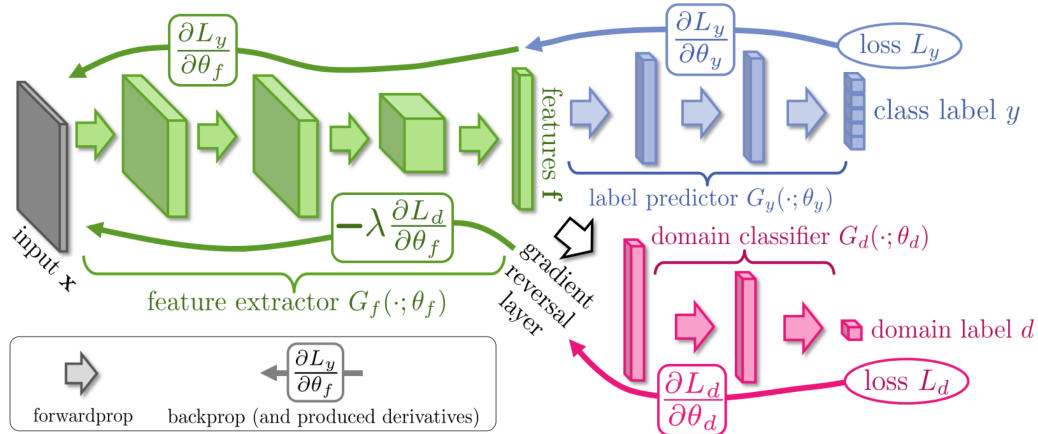 ∂L_y/∂θ_f
∂L_y/∂θ_y
loss L_y
features f
class label y
label predictor G_y(·; θ_y)
input x
−λ ∂L_d/∂θ_f
feature extractor G_f(·; θ_f)
gradient
reversal
layer
domain classifier G_d(·; θ_d)
domain label d
∂L_d/∂θ_d
loss L_d
forwardprop
∂L_y/∂θ_f
backprop (and produced derivatives)